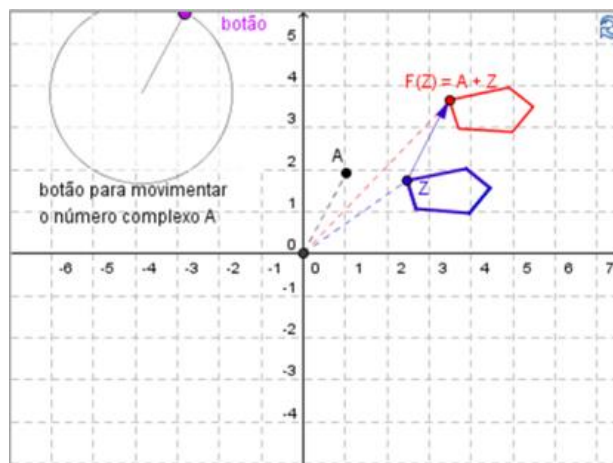 botão
5
F(Z) = A + Z
4
3
A
2
Z
botão para movimentar
o número complexo A
1
0
-6 -5 -4 -3 -2 -1 0 1 2 3 4 5 6 7
-1
-2
-3
-4